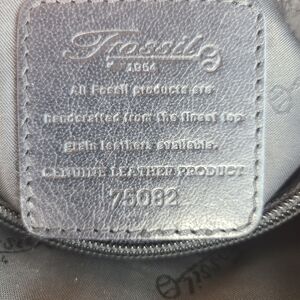 Fossil
1954
All Fossil products are
handcrafted from the finest top
grain leathers available.
GENUINE LEATHER PRODUCT
75082